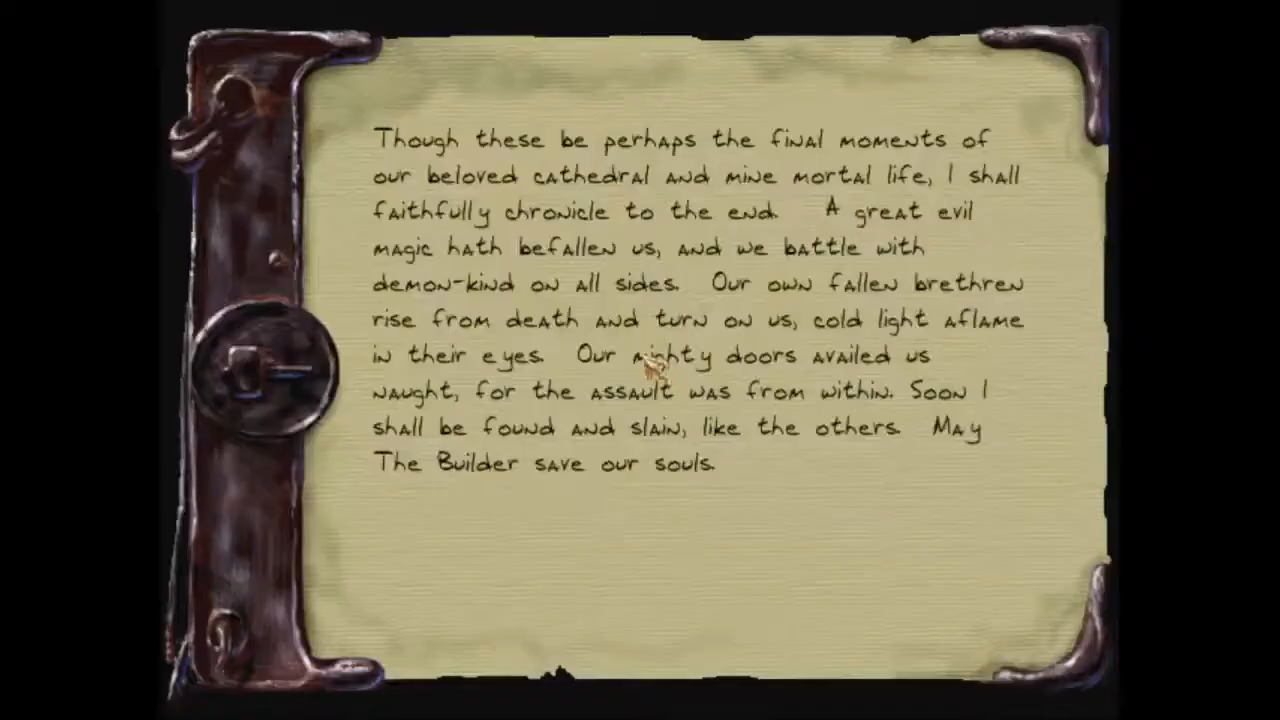 Though these be perhaps the final moments of
our beloved cathedral and mine mortal life, I shall
faithfully chronicle to the end. A great evil
magic hath befallen us, and we battle with
demon-kind on all sides. Our own fallen brethren
rise from death and turn on us, cold light aflame
in their eyes. Our mighty doors availed us
naught, for the assault was from within. Soon I
shall be found and slain, like the others. May
The Builder save our souls.